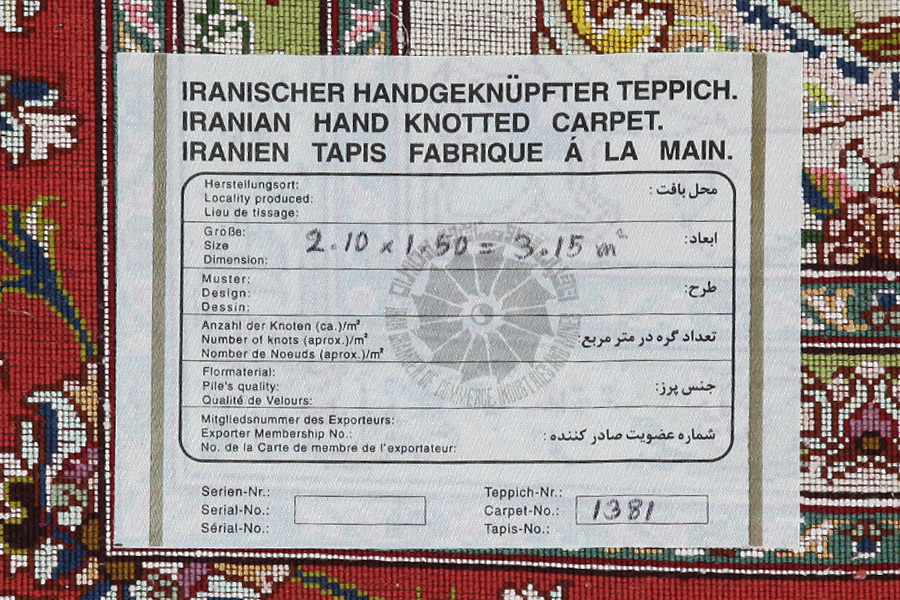 IRANISCHER HANDGEKNÜPFTER TEPPICH.
IRANIAN HAND KNOTTED CARPET.
IRANIEN TAPIS FABRIQUE Á LA MAIN.
Herstellungsort:
Locality produced:
Lieu de tissage:
محل بافت :
Größe:
Size
Dimension:
2.10 x 1.50 = 3.15 m²
ابعاد:
Muster:
Design:
Dessin:
طرح:
Anzahl der Knoten (ca.)/m²
Number of knots (aprox.)/m²
Nomber de Noeuds (aprox.)/m²
تعداد گره در متر مربع:
Flormaterial:
Pile's quality:
Qualité de Velours:
جنس پرز:
Mitgliedsnummer des Exporteurs:
Exporter Membership No.:
No. de la Carte de membre de l'exportateur:
شماره عضویت صادر کننده :
Serien-Nr.:
Serial-No.:
Sérial-No.:
Teppich-Nr.:
Carpet-No.:
Tapis-No.:
1381